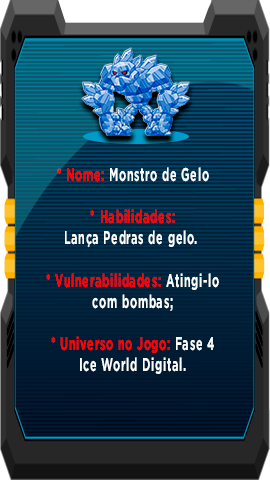 * Nome: Monstro de Gelo
* Habilidades:
Lança Pedras de gelo.
* Vulnerabilidades: Atingi-lo
com bombas;
* Universo no Jogo: Fase 4
Ice World Digital.